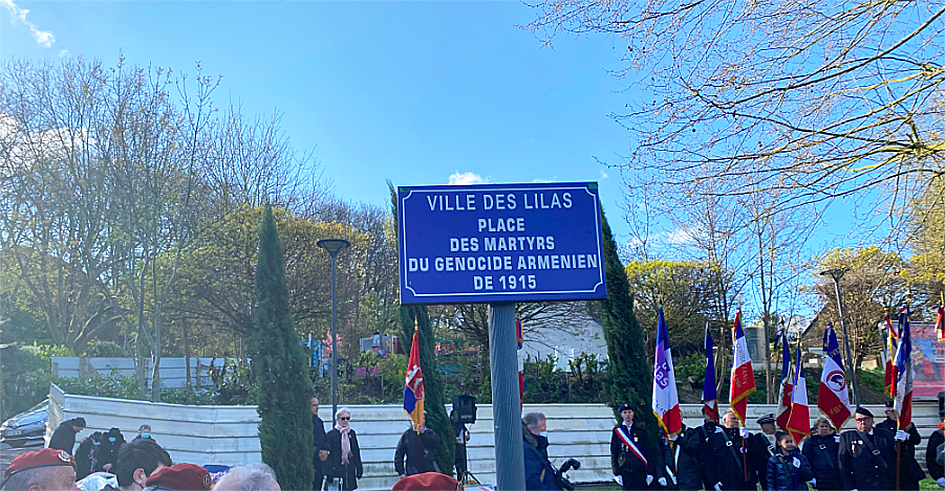 VILLE DES LILAS
PLACE
DES MARTYRS
DU GENOCIDE ARMENIEN
DE 1915